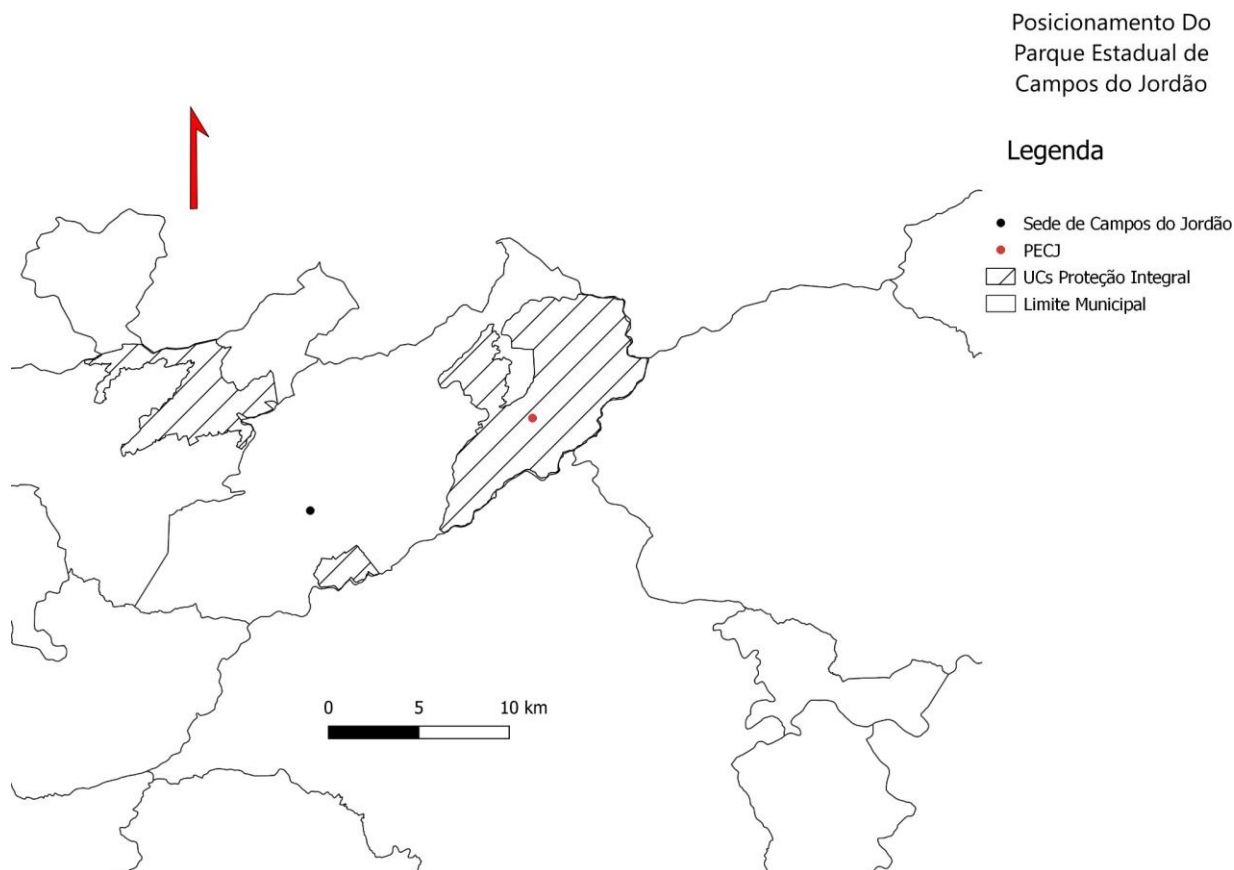 Posicionamento Do
Parque Estadual de
Campos do Jordão
Legenda
Sede de Campos do Jordão
PECJ
UCs Proteção Integral
Limite Municipal
0 5 10 km